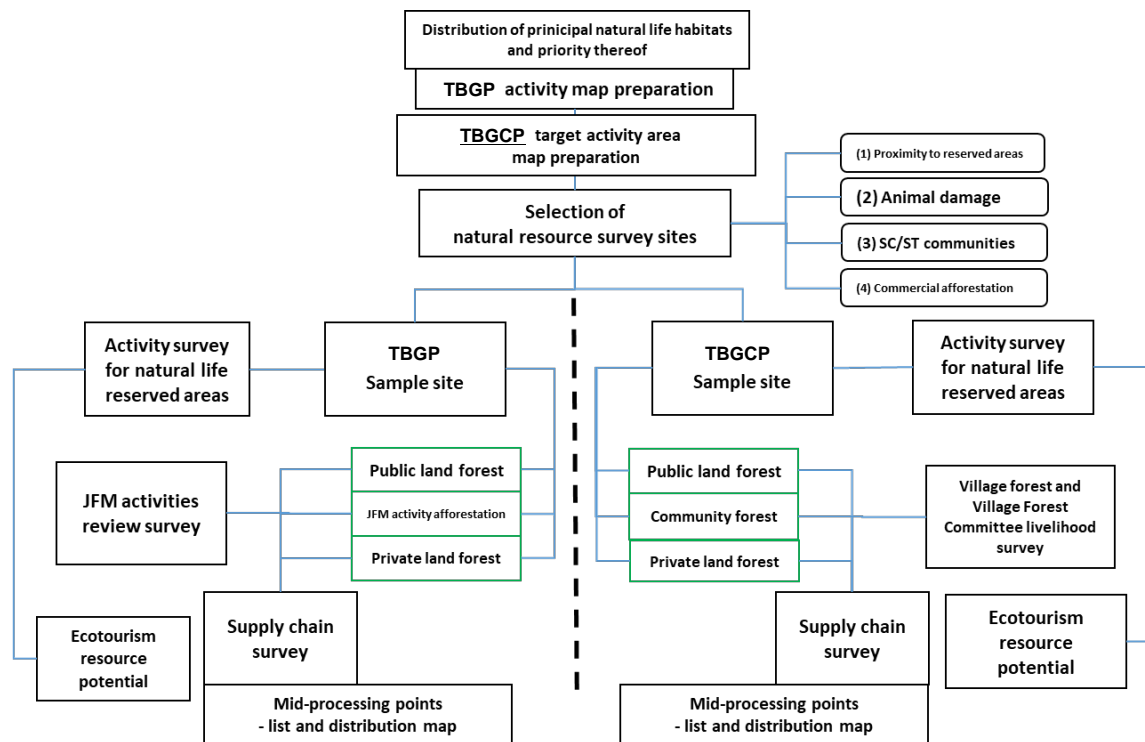 Distribution of prinicipal natural life habitats
and priority thereof
TBGP activity map preparation
TBGCP target activity area
map preparation
Selection of
natural resource survey sites
(1) Proximity to reserved areas
(2) Animal damage
(3) SC/ST communities
(4) Commercial afforestation
Activity survey
for natural life
reserved areas
TBGP
Sample site
TBGCP
Sample site
Activity survey
for natural life
reserved areas
JFM activities
review survey
Public land forest
JFM activity afforestation
Private land forest
Public land forest
Community forest
Private land forest
Village forest and
Village Forest
Committee livelihood
survey
Ecotourism
resource
potential
Supply chain
survey
Supply chain
survey
Ecotourism
resource
potential
Mid-processing points
- list and distribution map
Mid-processing points
- list and distribution map